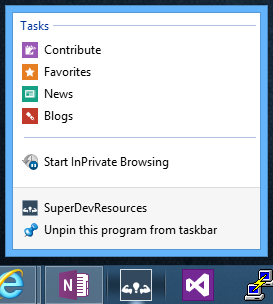 Tasks
Contribute
Favorites
News
Blogs
Start InPrivate Browsing
SuperDevResources
Unpin this program from taskbar